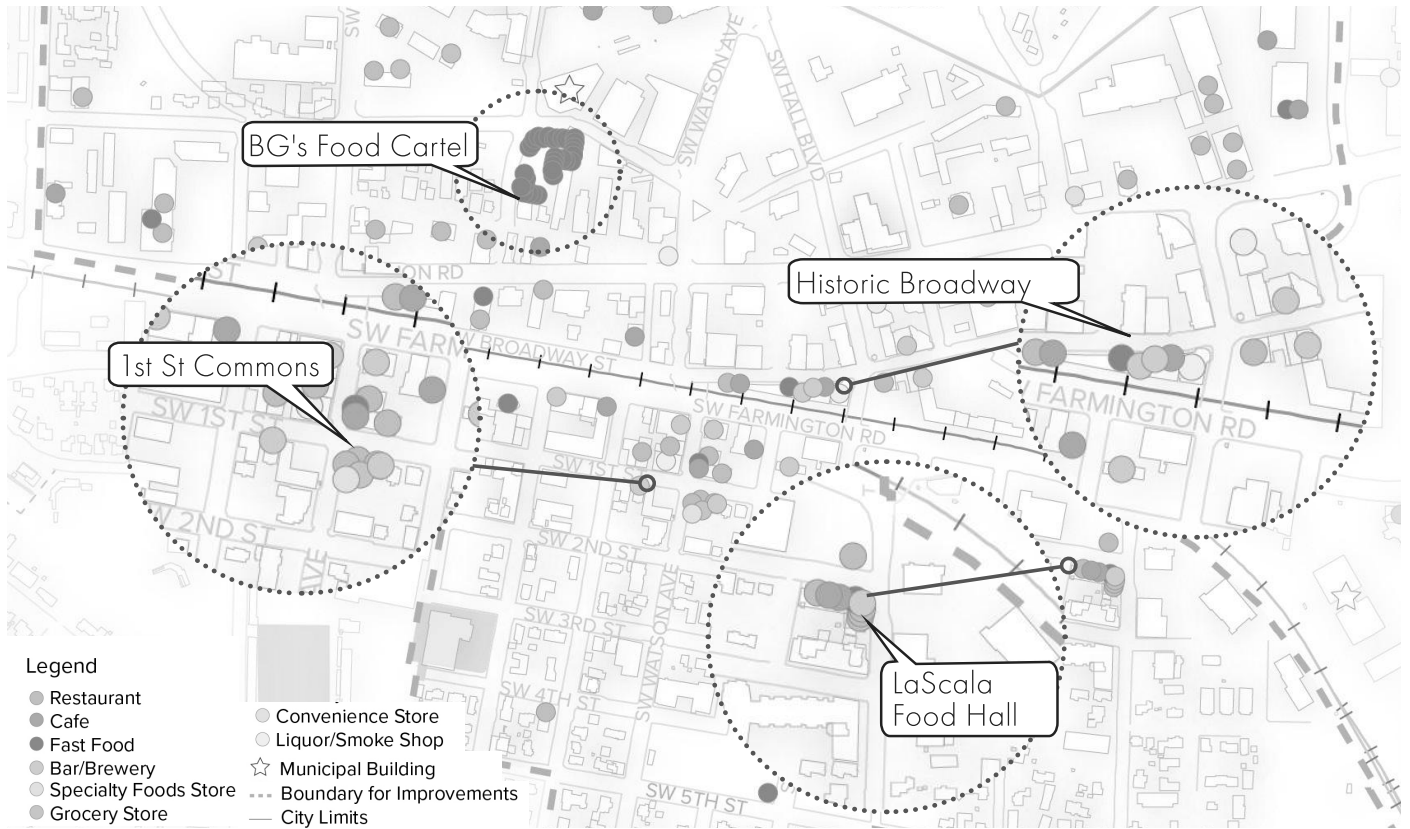 SW
SW WATSON AVE
SW HALL BLVD
BG's Food Cartel
ST
ON RD
Historic Broadway
SW FARM
BROADWAY ST
1st St Commons
SW 1ST ST
SW FARMINGTON RD
FARMINGTON RD
SW 1ST ST
W 2ND ST
AVE
SW 2ND ST
SW WATSON AVE
SW 3RD ST
SW 4TH ST
LaScala
Food Hall
SW 5TH ST
Legend
Restaurant
Cafe
Fast Food
Bar/Brewery
Specialty Foods Store
Grocery Store
Convenience Store
Liquor/Smoke Shop
Municipal Building
Boundary for Improvements
City Limits